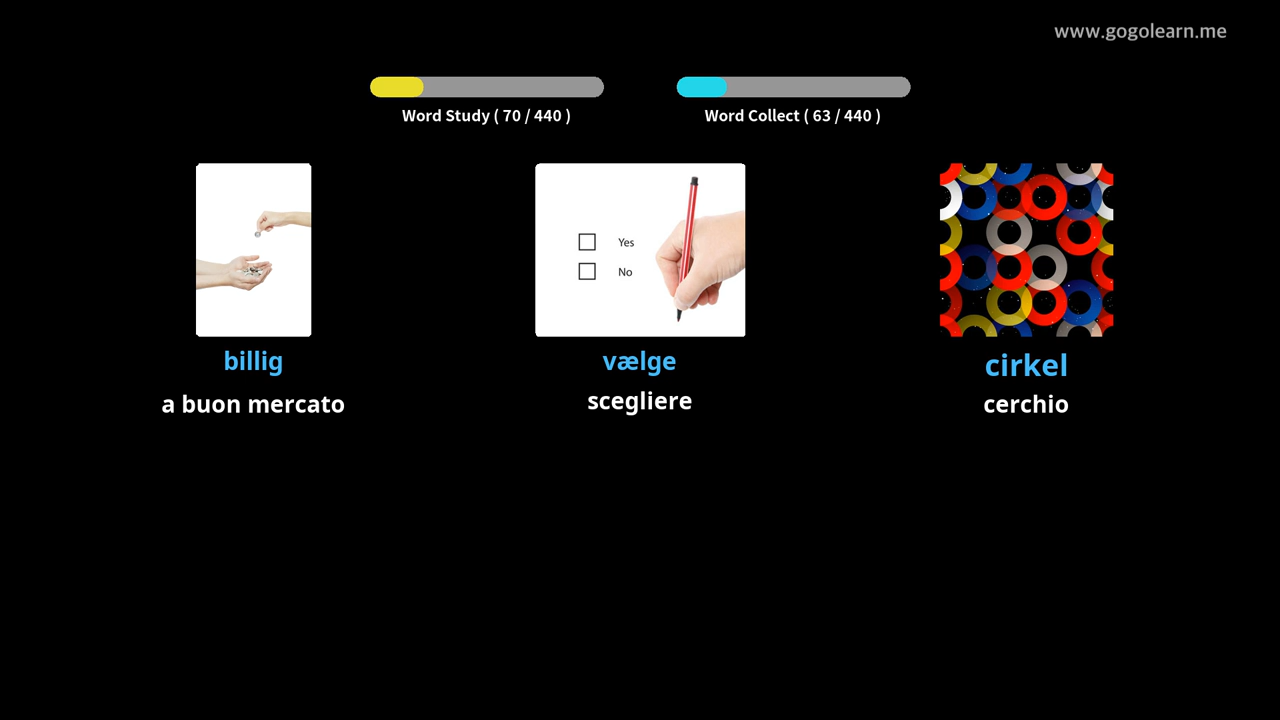 www.gogolearn.me
Word Study ( 70 / 440 )
Word Collect ( 63 / 440 )
Yes
No
billig
vælge
cirkel
a buon mercato
scegliere
cerchio